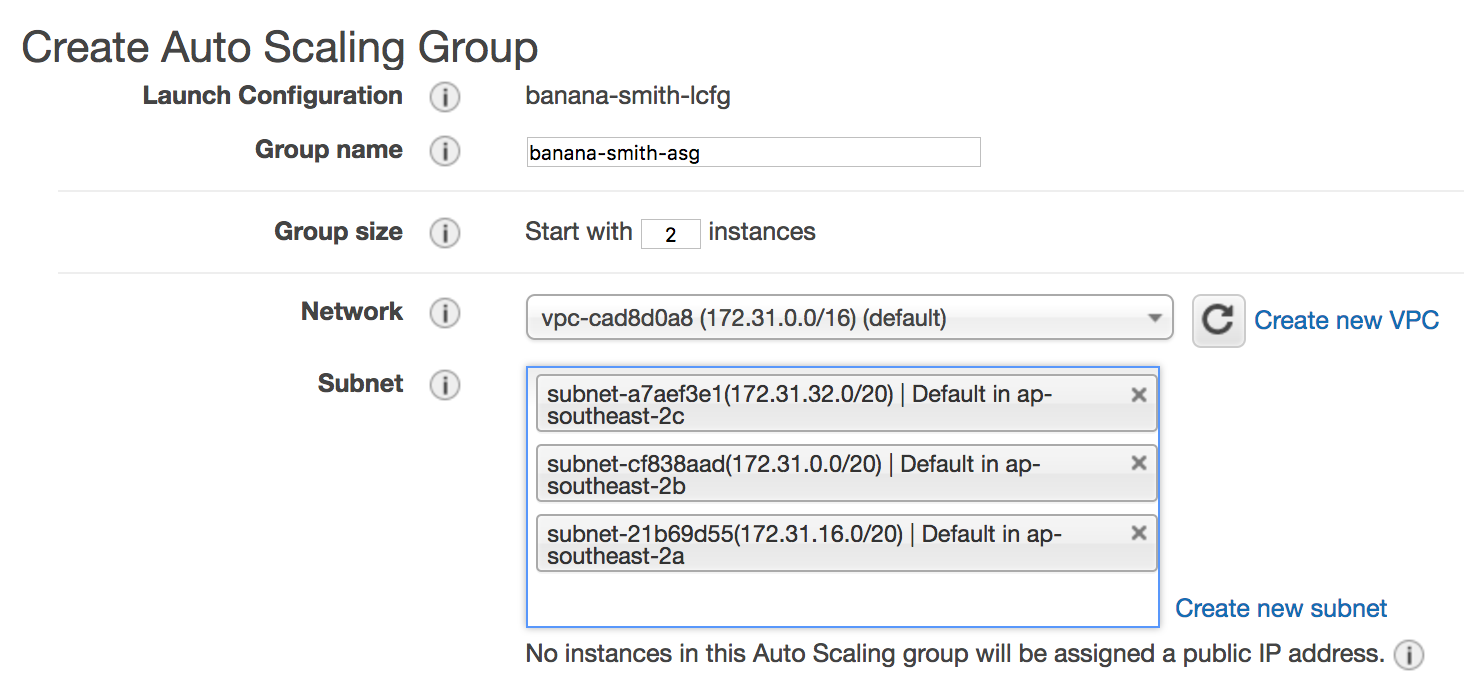 Create Auto Scaling Group
Launch Configuration banana-smith-lcfg
Group name banana-smith-asg
Group size Start with 2 instances
Network vpc-cad8d0a8 (172.31.0.0/16) (default) Create new VPC
Subnet subnet-a7aef3e1(172.31.32.0/20) | Default in ap-
southeast-2c
subnet-cf838aad(172.31.0.0/20) | Default in ap-
southeast-2b
subnet-21b69d55(172.31.16.0/20) | Default in ap-
southeast-2a
Create new subnet
No instances in this Auto Scaling group will be assigned a public IP address.